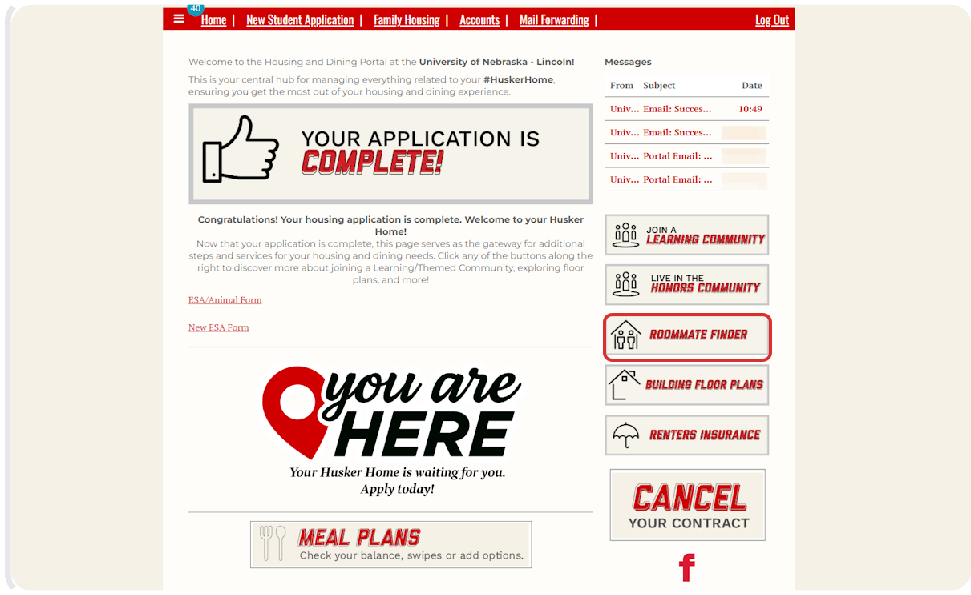 40
Home | New Student Application | Family Housing | Accounts | Mail Forwarding | Log Out
Welcome to the Housing and Dining Portal at the University of Nebraska - Lincoln!
This is your central hub for managing everything related to your #HuskerHome,
ensuring you get the most out of your housing and dining experience.
YOUR APPLICATION IS
COMPLETE!
Congratulations! Your housing application is complete. Welcome to your Husker
Home!
Now that your application is complete, this page serves as the gateway for additional
steps and services for your housing and dining needs. Click any of the buttons along the
right to discover more about joining a Learning/Themed Community, exploring floor
plans, and more!
ESA/Animal Form
New ESA Form
you are
HERE
Your Husker Home is waiting for you.
Apply today!
MEAL PLANS
Check your balance, swipes or add options.
Messages
From Subject Date
Univ... Email: Succes... 10:49
Univ... Email: Succes...
Univ... Portal Email: ...
Univ... Portal Email: ...
JOIN A
LEARNING COMMUNITY
LIVE IN THE
HONORS COMMUNITY
ROOMMATE FINDER
BUILDING FLOOR PLANS
RENTERS INSURANCE
CANCEL
YOUR CONTRACT
f